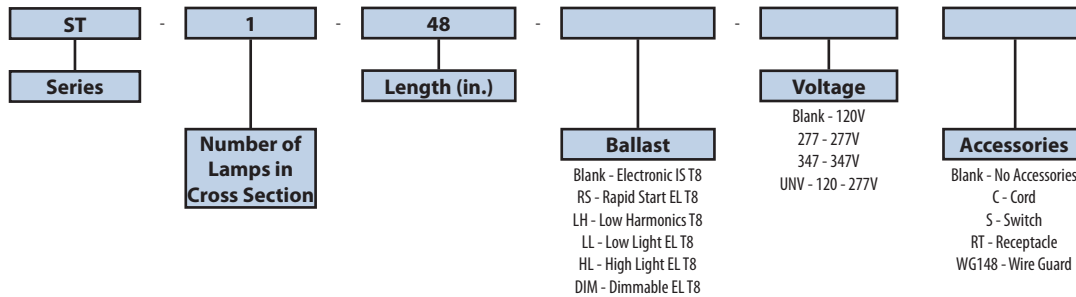 ST - 1 - 48 - -
Series
Number of
Lamps in
Cross Section
Length (in.)
Ballast
Blank - Electronic IS T8
RS - Rapid Start EL T8
LH - Low Harmonics T8
LL - Low Light EL T8
HL - High Light EL T8
DIM - Dimmable EL T8
Voltage
Blank - 120V
277 - 277V
347 - 347V
UNV - 120 - 277V
Accessories
Blank - No Accessories
C - Cord
S - Switch
RT - Receptacle
WG148 - Wire Guard